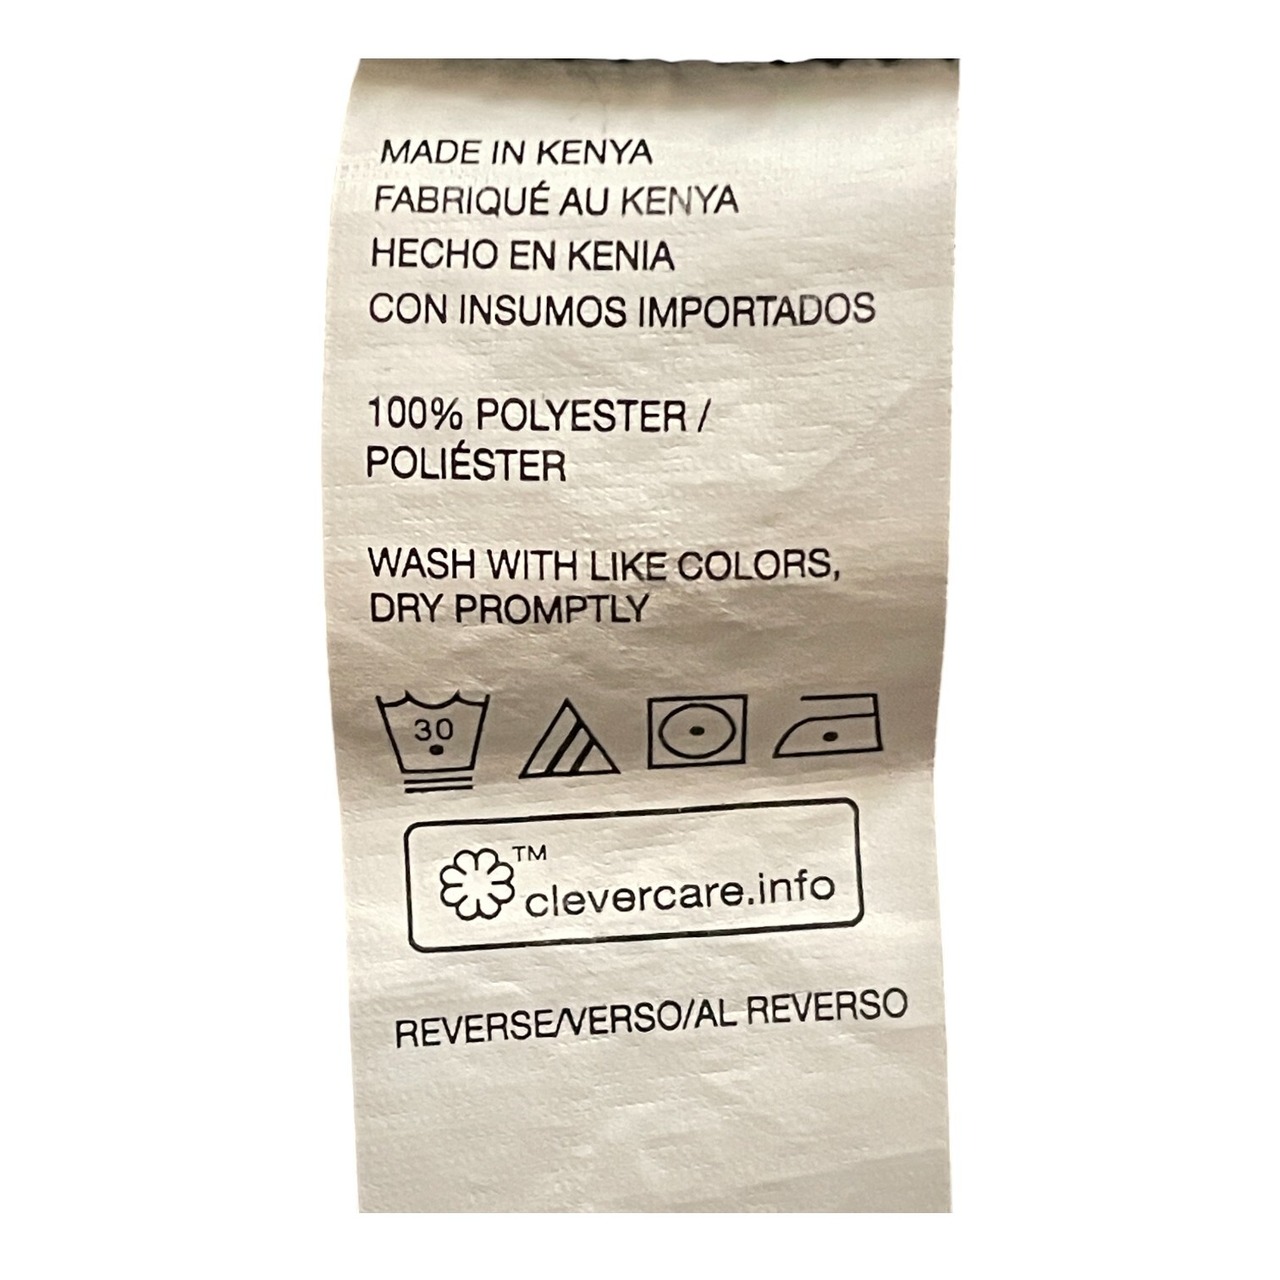 MADE IN KENYA
FABRIQUÉ AU KENYA
HECHO EN KENIA
CON INSUMOS IMPORTADOS
100% POLYESTER /
POLIÉSTER
WASH WITH LIKE COLORS,
DRY PROMPTLY
30
™
clevercare.info
REVERSE/VERSO/AL REVERSO